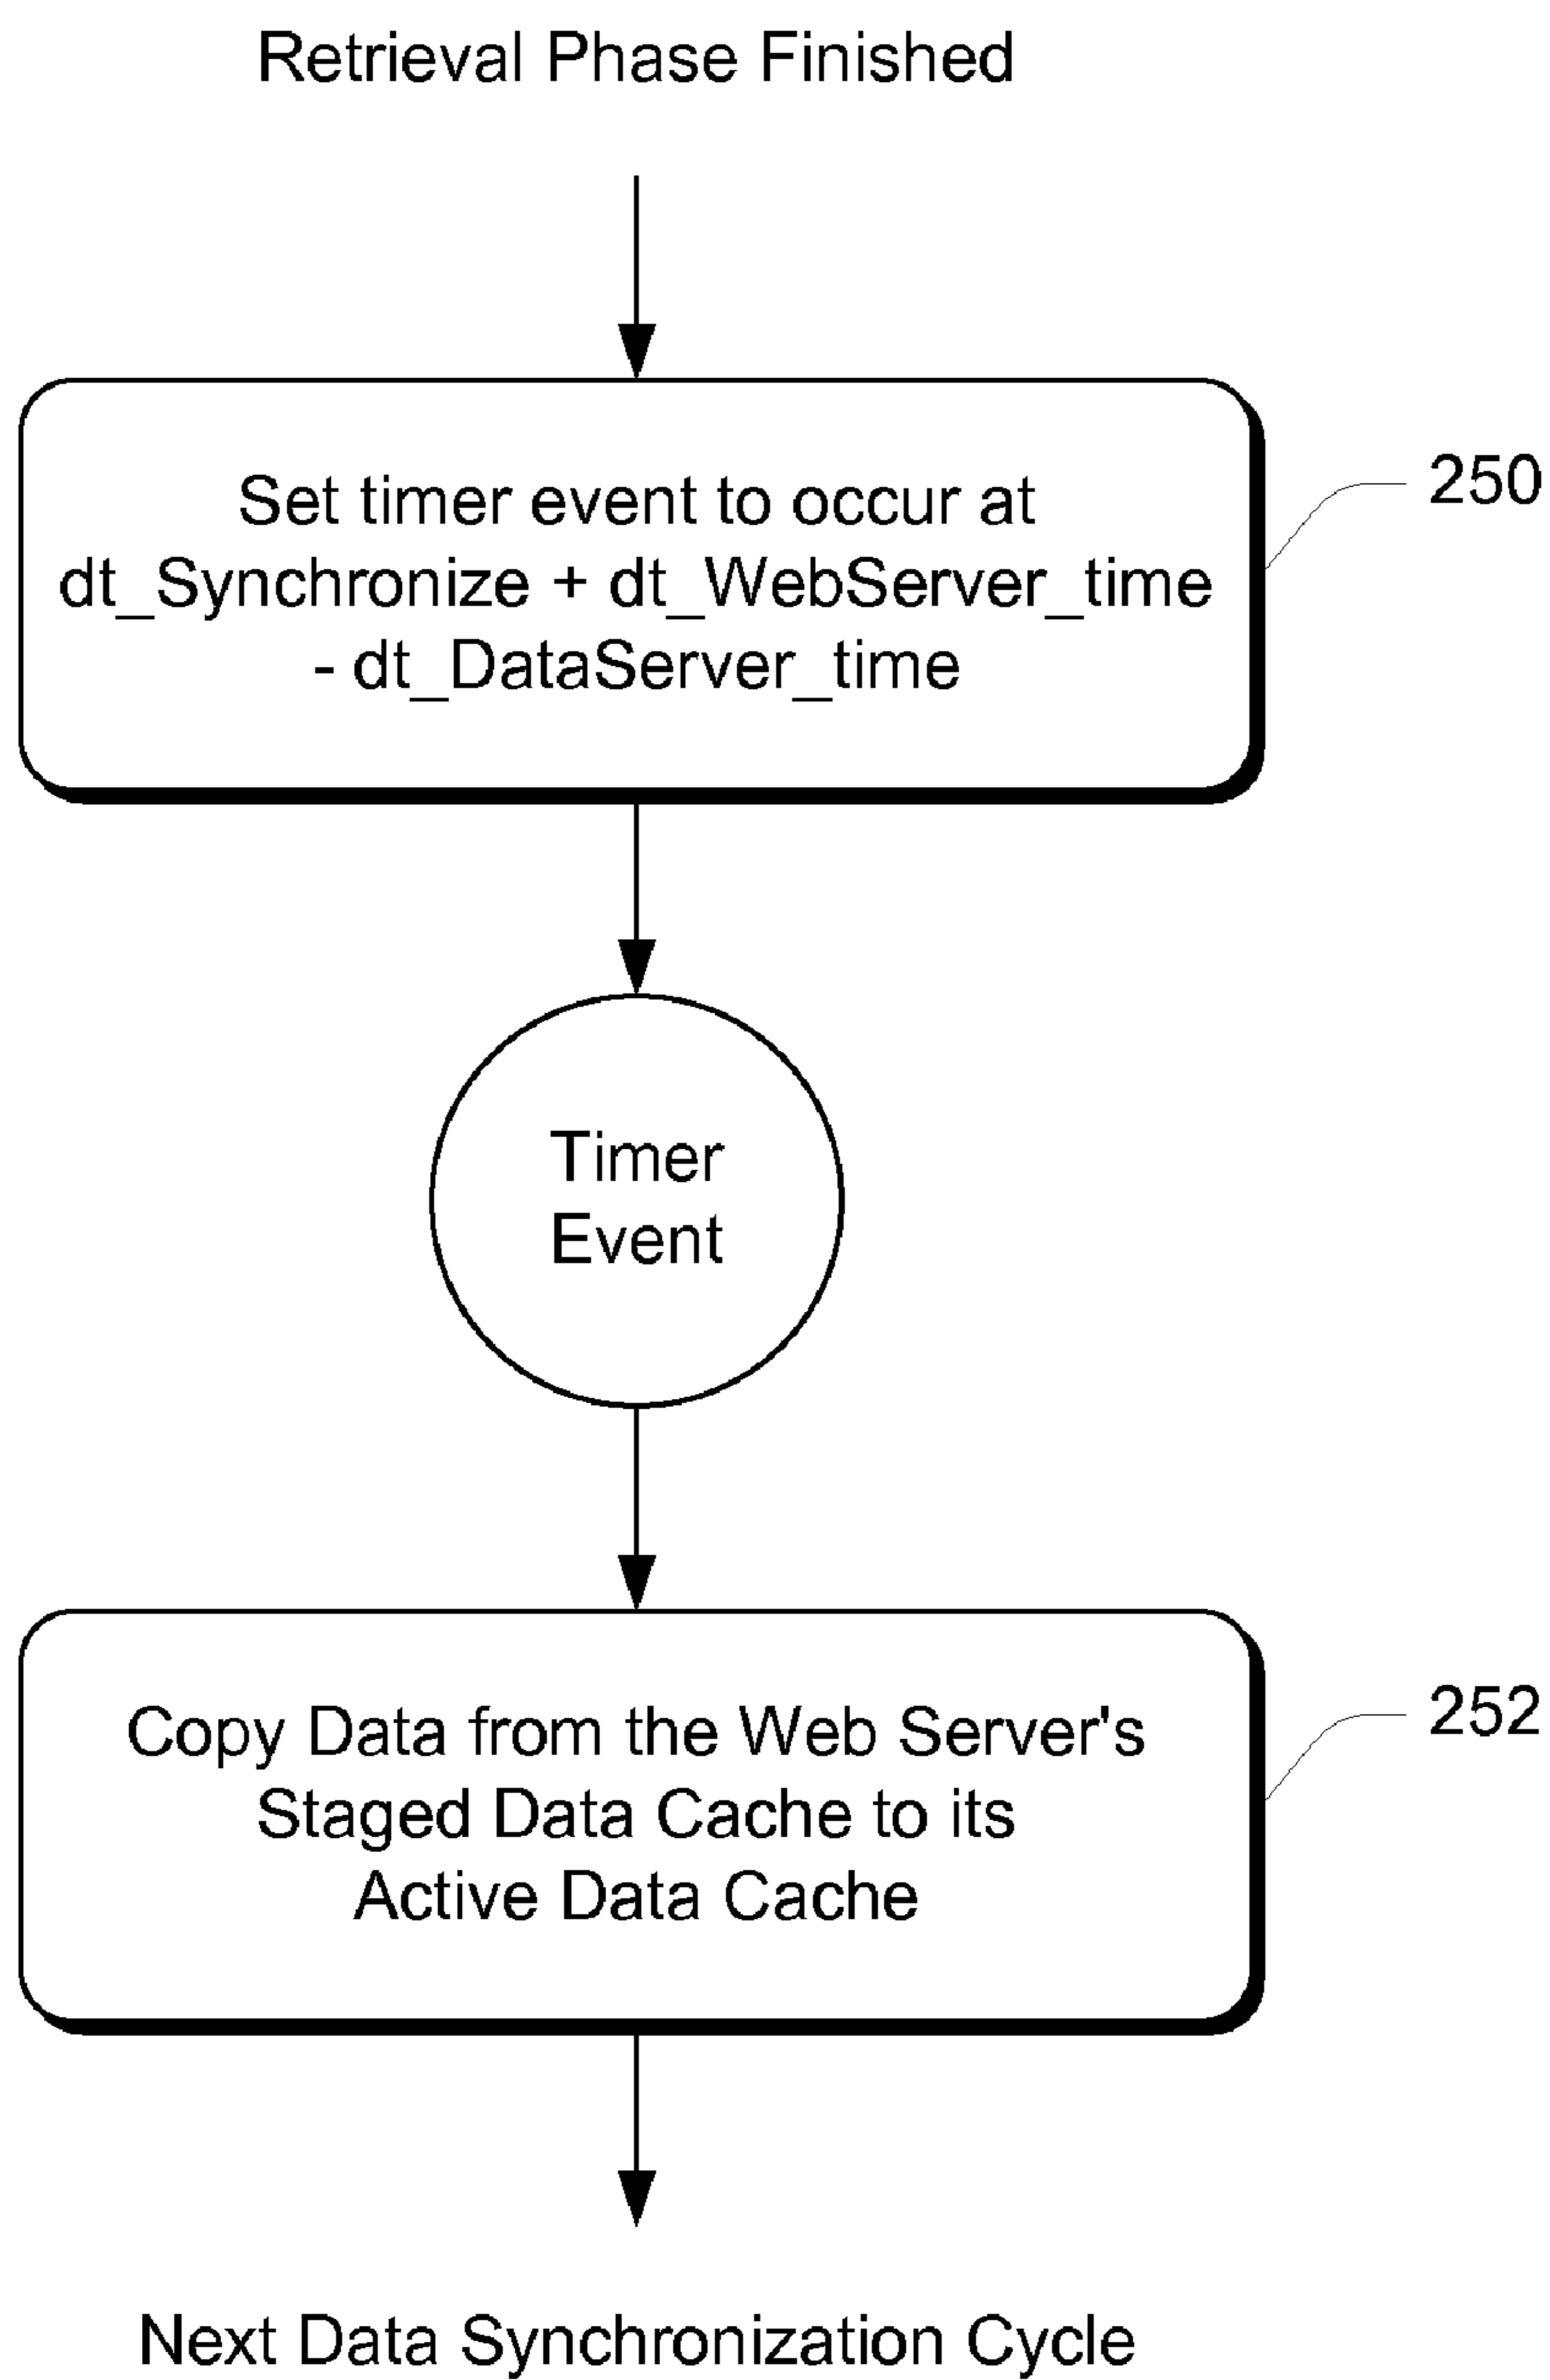 Retrieval Phase Finished
Set timer event to occur at
dt_Synchronize + dt_WebServer_time
- dt_DataServer_time
250
Timer
Event
Copy Data from the Web Server's
Staged Data Cache to its
Active Data Cache
252
Next Data Synchronization Cycle